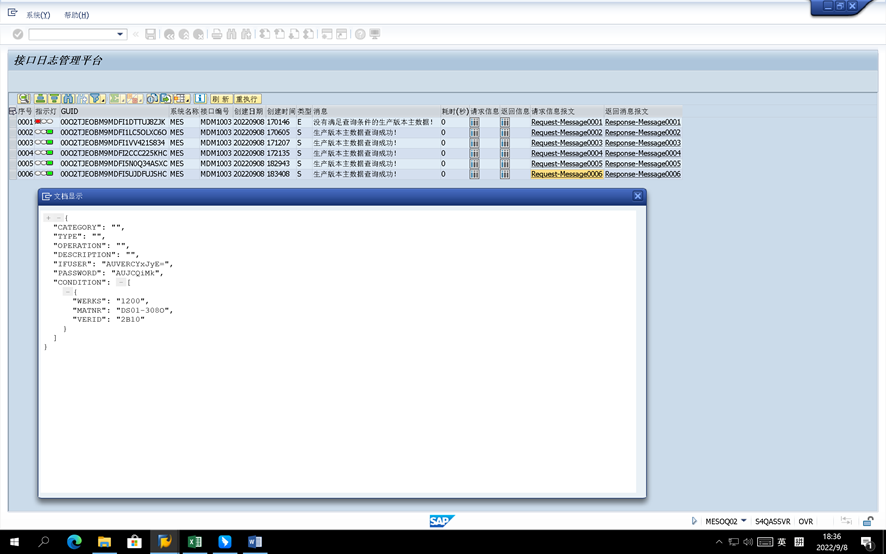 系统(Y) 帮助(H)
接口日志管理平台
刷 新 重执行
序号 指示灯 GUID 系统名称 接口编号 创建日期 创建时间 类型 消息 耗时(秒) 请求信息 返回信息 请求信息报文 返回消息报文
0001 MES MDM1003 20220908 170146 E 没有满足查询条件的生产版本主数据! 0 Request-Message0001 Response-Message0001
0002 MES MDM1003 20220908 170605 S 生产版本主数据查询成功! 0 Request-Message0002 Response-Message0002
0003 MES MDM1003 20220908 171207 S 生产版本主数据查询成功! 0 Request-Message0003 Response-Message0003
0004 MES MDM1003 20220908 172135 S 生产版本主数据查询成功! 0 Request-Message0004 Response-Message0004
0005 MES MDM1003 20220908 182943 S 生产版本主数据查询成功! 0 Request-Message0005 Response-Message0005
0006 MES MDM1003 20220908 183408 S 生产版本主数据查询成功! 0 Request-Message0006 Response-Message0006
文档显示
+ - {
"CATEGORY": "",
"TYPE": "",
"OPERATION": "",
"DESCRIPTION": "",
"IFUSER": "AUVERCYxJyE=",
"PASSWORD": "AUJCQiMk",
"CONDITION": - [
- {
"WERKS": "1200",
"MATNR": "DS01-308O",
"VERID": "2B10"
}
]
}
SAP
MESOQ02 S4QASSVR OVR
英
18:36
2022/9/8